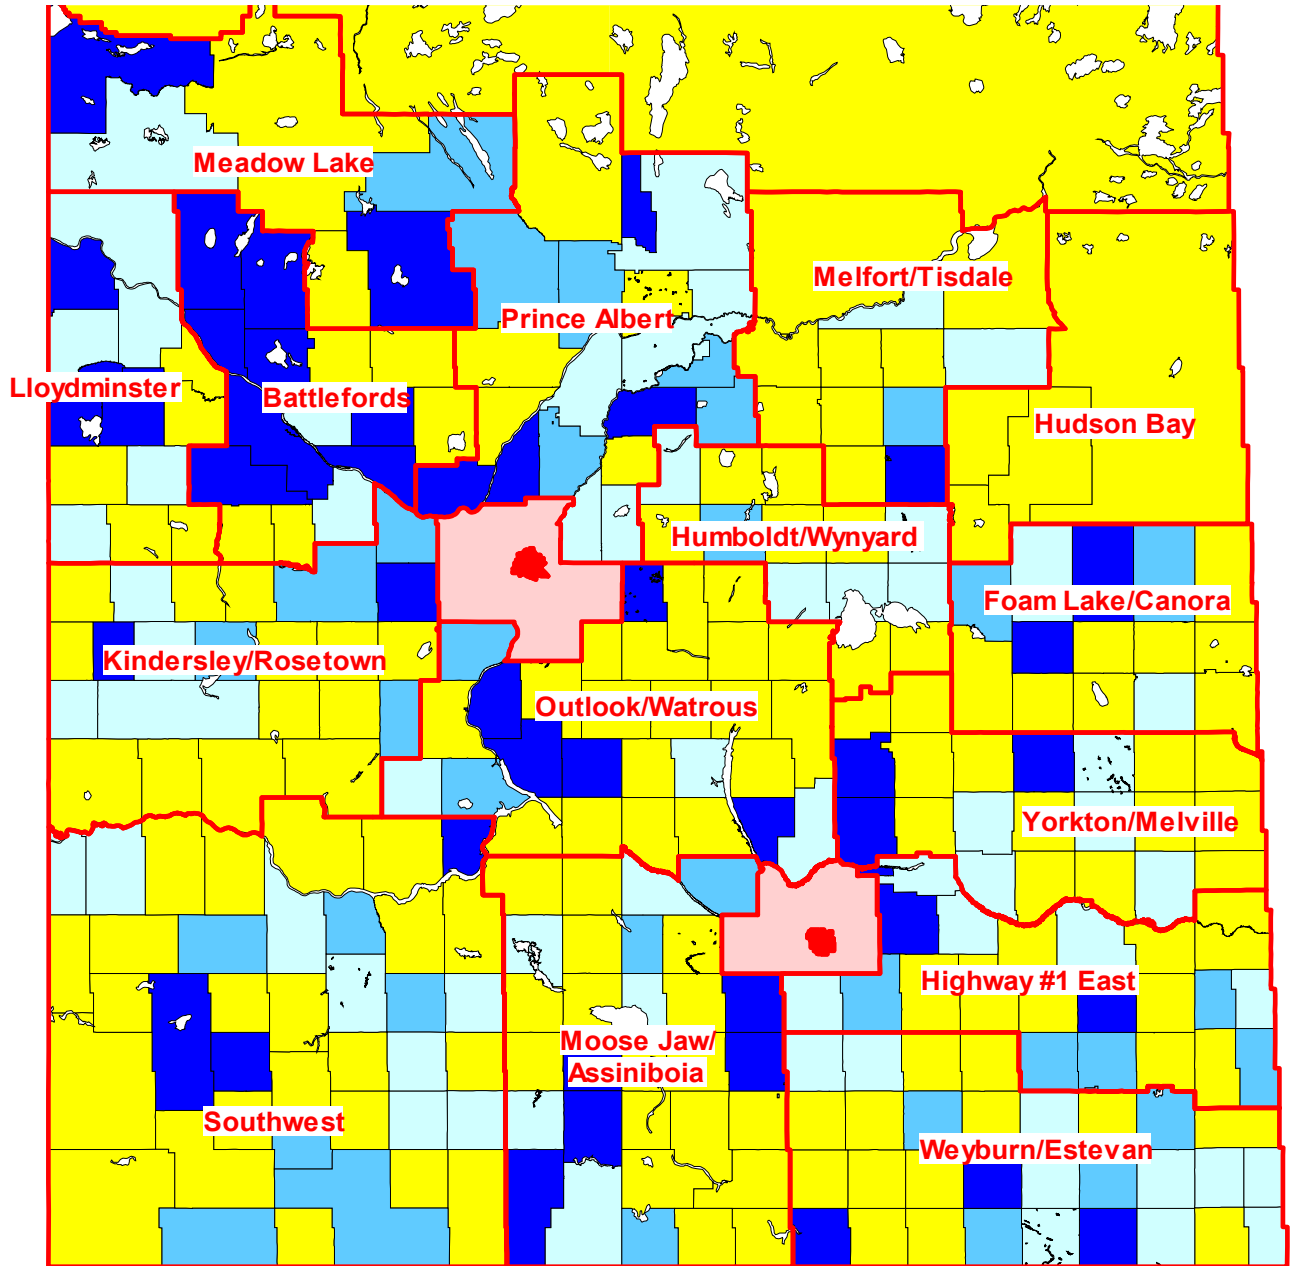 Meadow Lake
Melfort/Tisdale
Prince Albert
Lloydminster
Battlefords
Hudson Bay
Humboldt/Wynyard
Foam Lake/Canora
Kindersley/Rosetown
Outlook/Watrous
Yorkton/Melville
Highway #1 East
Moose Jaw/
Assiniboia
Southwest
Weyburn/Estevan